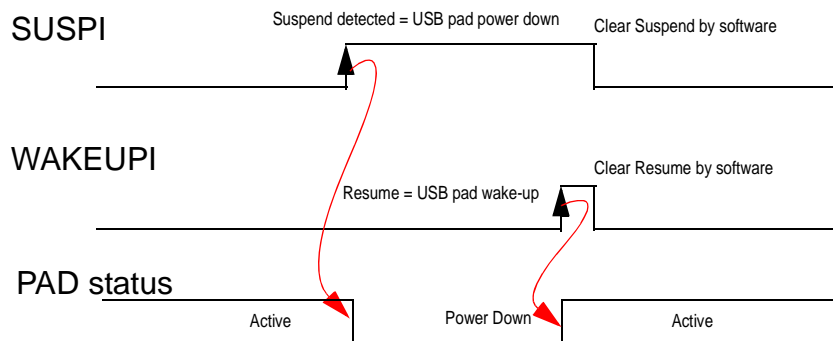 SUSPI
Suspend detected = USB pad power down
Clear Suspend by software
WAKEUPI
Clear Resume by software
Resume = USB pad wake-up
PAD status
Active
Power Down
Active